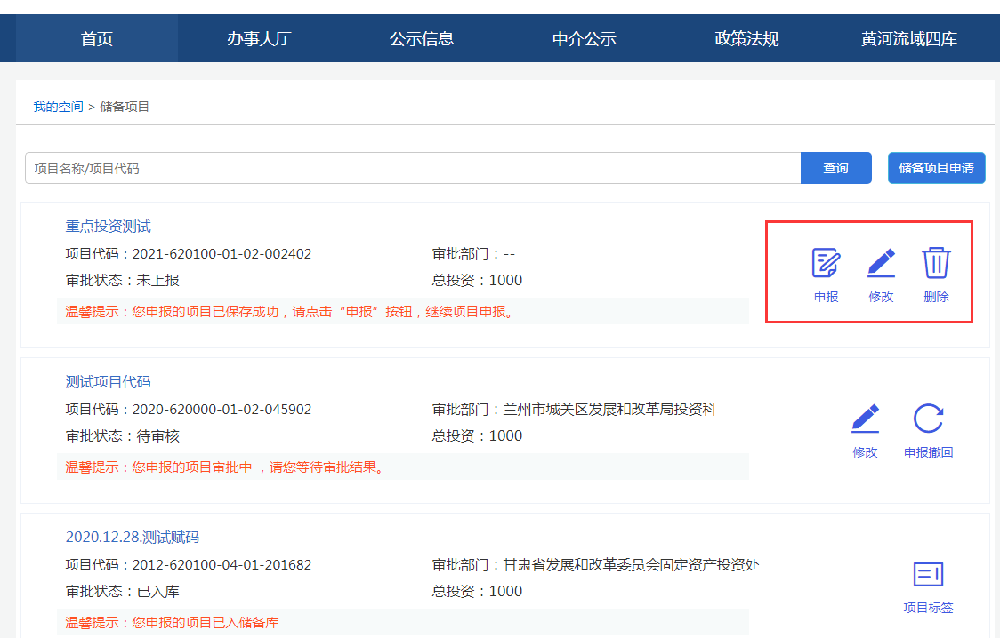 首页 办事大厅 公示信息 中介公示 政策法规 黄河流域四库
我的空间 > 储备项目
项目名称/项目代码 查询 储备项目申请
重点投资测试
项目代码：2021-620100-01-02-002402 审批部门：--
审批状态：未上报 总投资：1000
温馨提示：您申报的项目已保存成功，请点击“申报”按钮，继续项目申报。
申报 修改 删除
测试项目代码
项目代码：2020-620000-01-02-045902 审批部门：兰州市城关区发展和改革局投资科
审批状态：待审核 总投资：1000
温馨提示：您申报的项目审批中 ，请您等待审批结果。
修改 申报撤回
2020.12.28.测试赋码
项目代码：2012-620100-04-01-201682 审批部门：甘肃省发展和改革委员会固定资产投资处
审批状态：已入库 总投资：1000
温馨提示：您申报的项目已入储备库
项目标签